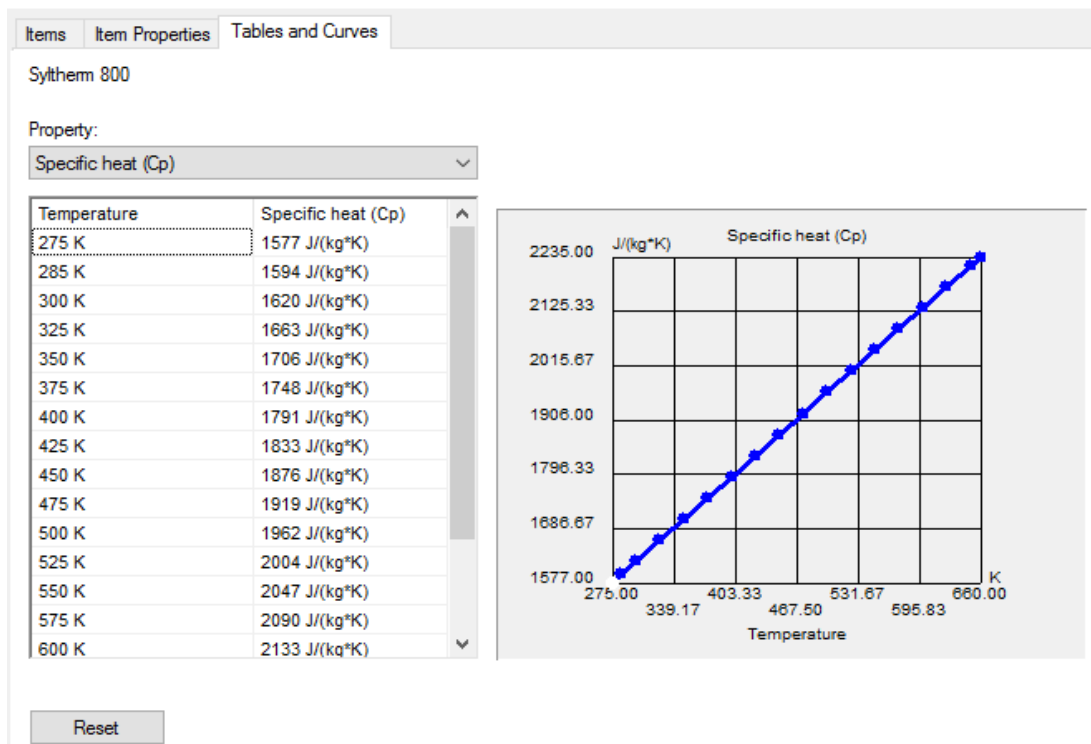 Items Item Properties Tables and Curves
Syltherm 800
Property:
Specific heat (Cp)
Temperature Specific heat (Cp)
275 K 1577 J/(kg*K)
285 K 1594 J/(kg*K)
300 K 1620 J/(kg*K)
325 K 1663 J/(kg*K)
350 K 1706 J/(kg*K)
375 K 1748 J/(kg*K)
400 K 1791 J/(kg*K)
425 K 1833 J/(kg*K)
450 K 1876 J/(kg*K)
475 K 1919 J/(kg*K)
500 K 1962 J/(kg*K)
525 K 2004 J/(kg*K)
550 K 2047 J/(kg*K)
575 K 2090 J/(kg*K)
600 K 2133 J/(kg*K)
Specific heat (Cp)
J/(kg*K)
2235.00
2125.33
2015.67
1906.00
1796.33
1686.67
1577.00
K
275.00 403.33 531.67 660.00
339.17 467.50 595.83
Temperature
Reset